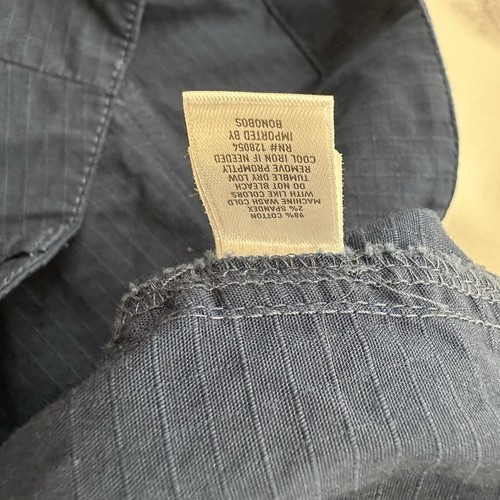 98% COTTON
2% SPANDEX
MACHINE WASH COLD
WITH LIKE COLORS
DO NOT BLEACH
TUMBLE DRY LOW
REMOVE PROMPTLY
COOL IRON IF NEEDED
RN# 128054
IMPORTED BY
BONOBOS